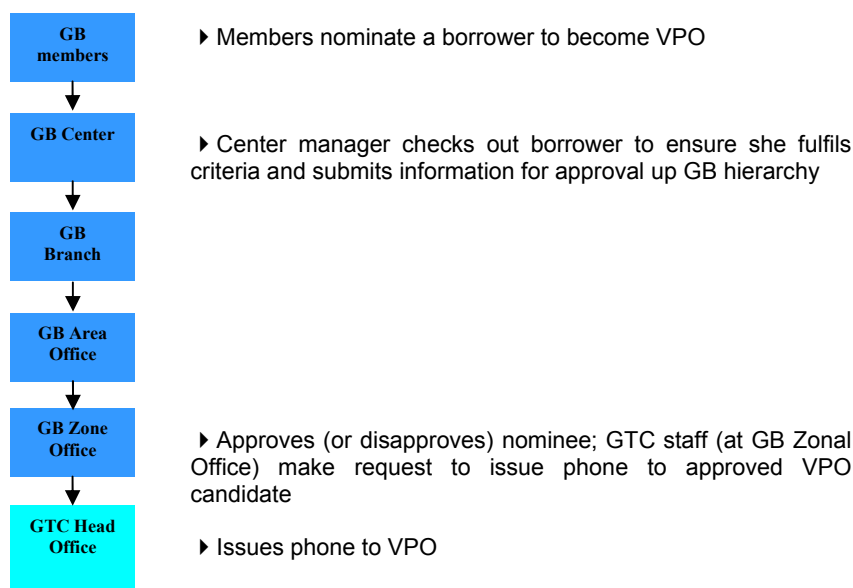 GB
members
▶ Members nominate a borrower to become VPO
GB Center
▶ Center manager checks out borrower to ensure she fulfils
criteria and submits information for approval up GB hierarchy
GB
Branch
GB Area
Office
GB Zone
Office
▶ Approves (or disapproves) nominee; GTC staff (at GB Zonal
Office) make request to issue phone to approved VPO
candidate
GTC Head
Office
▶ Issues phone to VPO